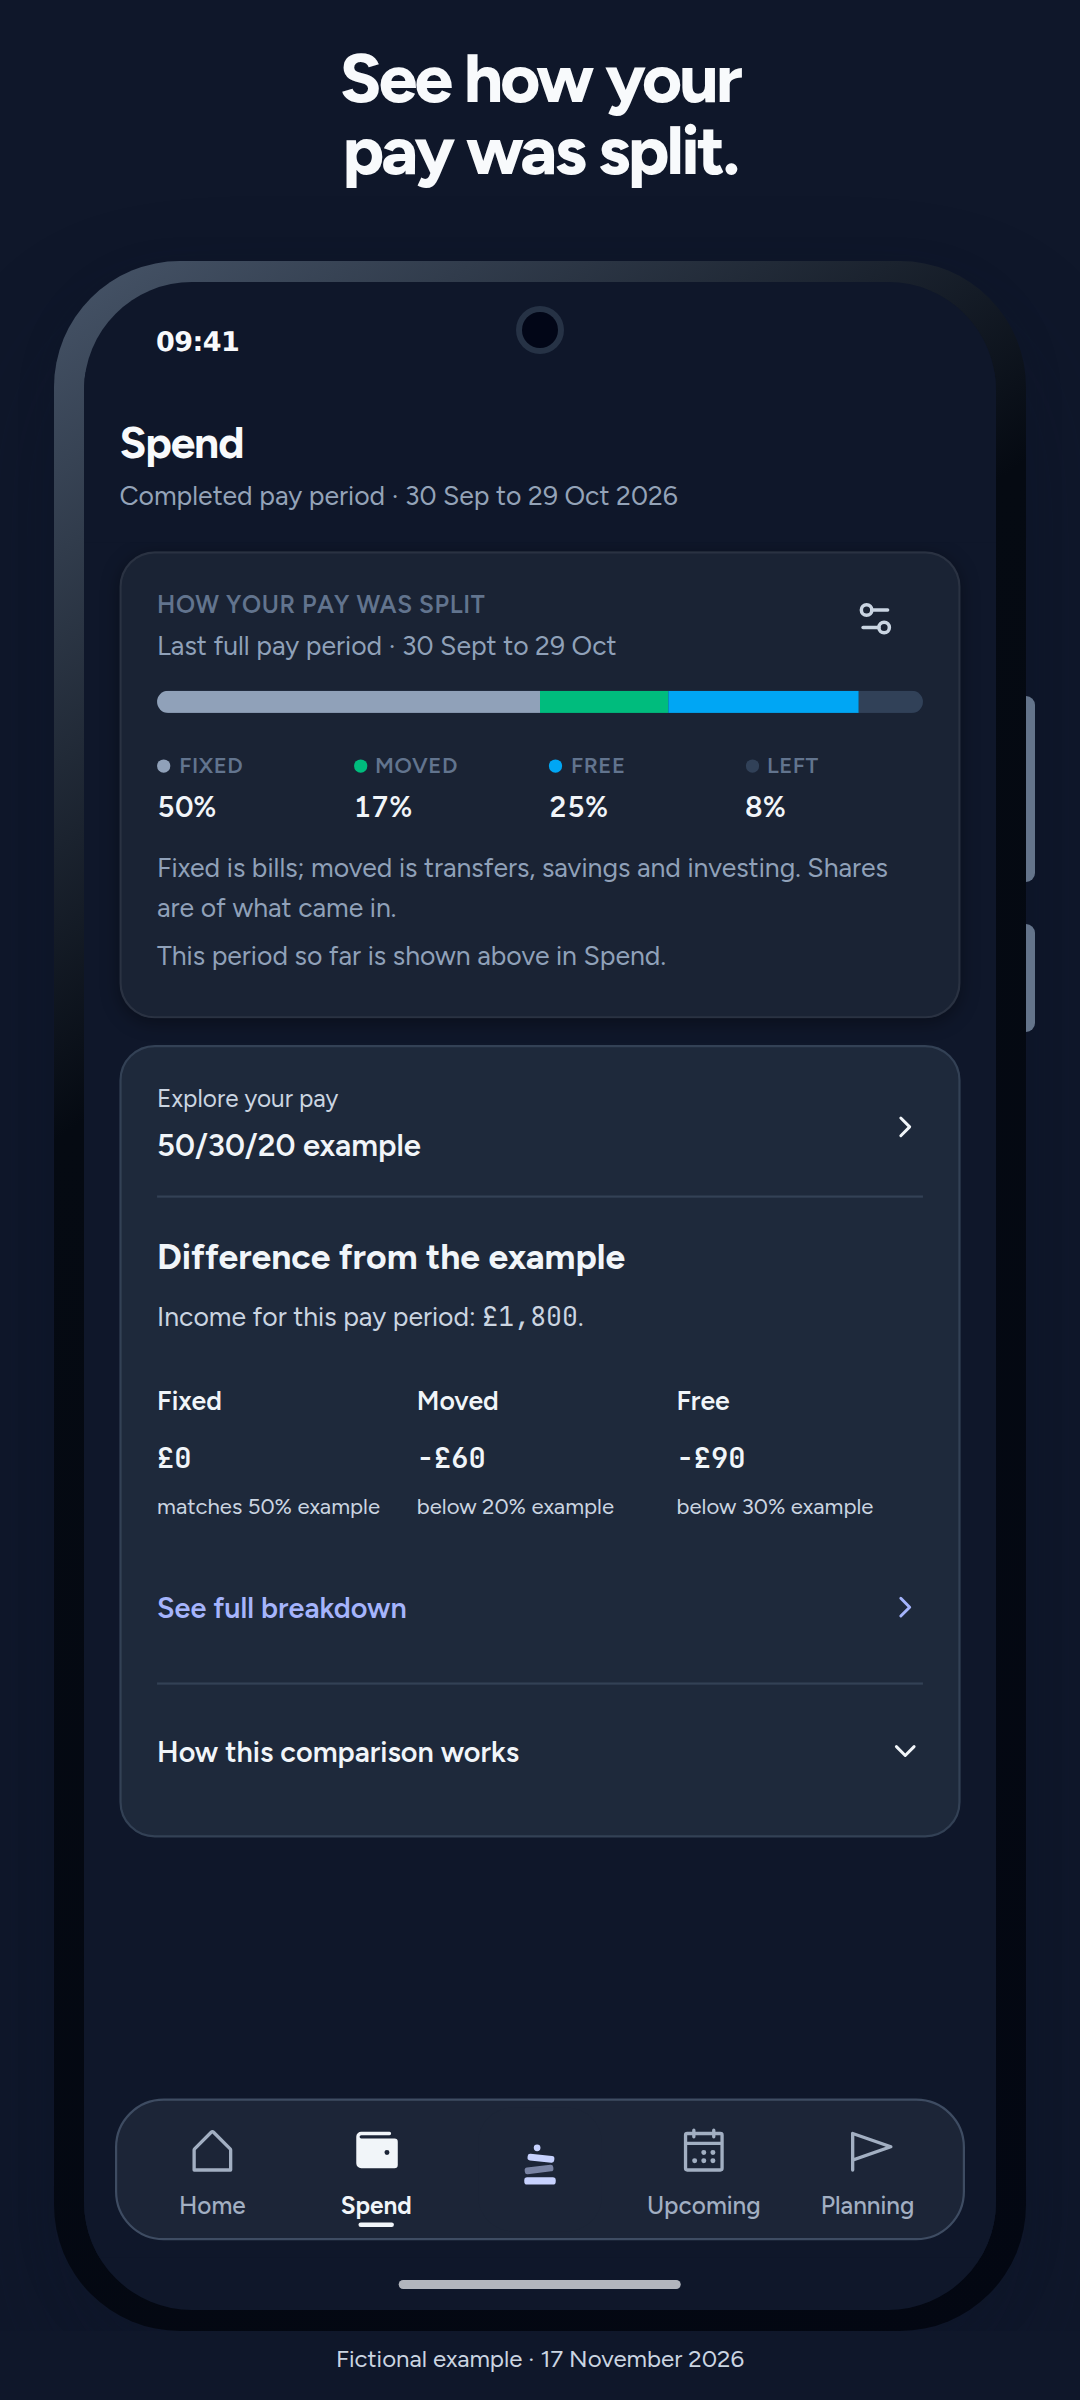 See how your
pay was split.
09:41
Spend
Completed pay period · 30 Sep to 29 Oct 2026
HOW YOUR PAY WAS SPLIT
Last full pay period · 30 Sept to 29 Oct
FIXED MOVED FREE LEFT
50% 17% 25% 8%
Fixed is bills; moved is transfers, savings and investing. Shares
are of what came in.
This period so far is shown above in Spend.
Explore your pay
50/30/20 example
Difference from the example
Income for this pay period: £1,800.
Fixed Moved Free
£0 -£60 -£90
matches 50% example below 20% example below 30% example
See full breakdown
How this comparison works
Home Spend Upcoming Planning
Fictional example · 17 November 2026